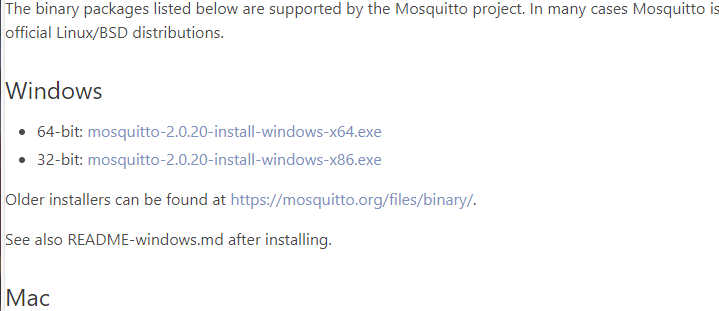 The binary packages listed below are supported by the Mosquitto project. In many cases Mosquitto is
official Linux/BSD distributions.
Windows
• 64-bit: mosquitto-2.0.20-install-windows-x64.exe
• 32-bit: mosquitto-2.0.20-install-windows-x86.exe
Older installers can be found at https://mosquitto.org/files/binary/.
See also README-windows.md after installing.
Mac